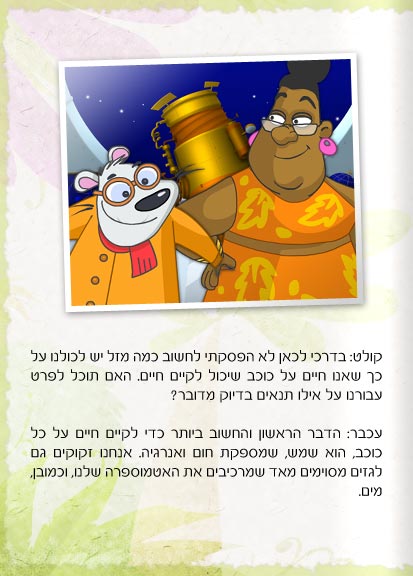 קולט: בדרכי לכאן לא הפסקתי לחשוב כמה מזל יש לכולנו על
כך שאנו חיים על כוכב שיכול לקיים חיים. האם תוכל לפרט
עבורנו על אילו תנאים בדיוק מדובר?
עכבר: הדבר הראשון והחשוב ביותר כדי לקיים חיים על כל
כוכב, הוא שמש, שמספקת חום ואנרגיה. אנחנו זקוקים גם
לגזים מסוימים מאד שמרכיבים את האטמוספרה שלנו, וכמובן,
מים.